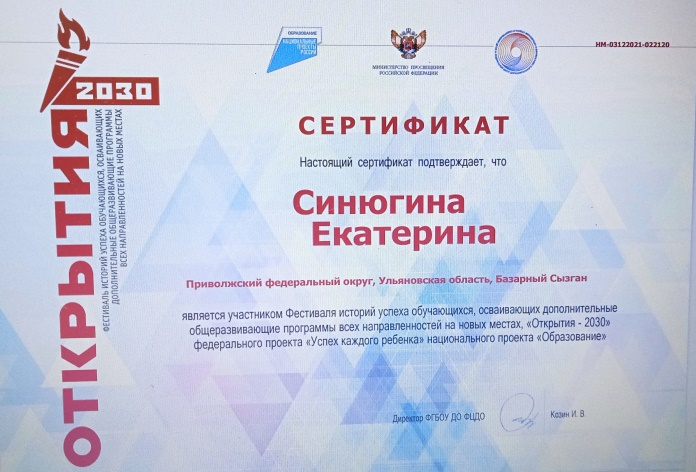 ОБРАЗОВАНИЕ
НАЦИОНАЛЬНЫЕ
ПРОЕКТЫ
РОССИИ
МИНИСТЕРСТВО ПРОСВЕЩЕНИЯ
РОССИЙСКОЙ ФЕДЕРАЦИИ
НМ-03122021-022120
ОТКРЫТИЯ
2030
ФЕСТИВАЛЬ ИСТОРИЙ УСПЕХА ОБУЧАЮЩИХСЯ, ОСВАИВАЮЩИХ
ДОПОЛНИТЕЛЬНЫЕ ОБЩЕРАЗВИВАЮЩИЕ ПРОГРАММЫ
ВСЕХ НАПРАВЛЕННОСТЕЙ НА НОВЫХ МЕСТАХ
СЕРТИФИКАТ
Настоящий сертификат подтверждает, что
Синюгина
Екатерина
Приволжский федеральный округ, Ульяновская область, Базарный Сызган
является участником Фестиваля историй успеха обучающихся, осваивающих дополнительные
общеразвивающие программы всех направленностей на новых местах, «Открытия - 2030»
федерального проекта «Успех каждого ребенка» национального проекта «Образование»
Директор ФГБОУ ДО ФЦДО
Козин И. В.